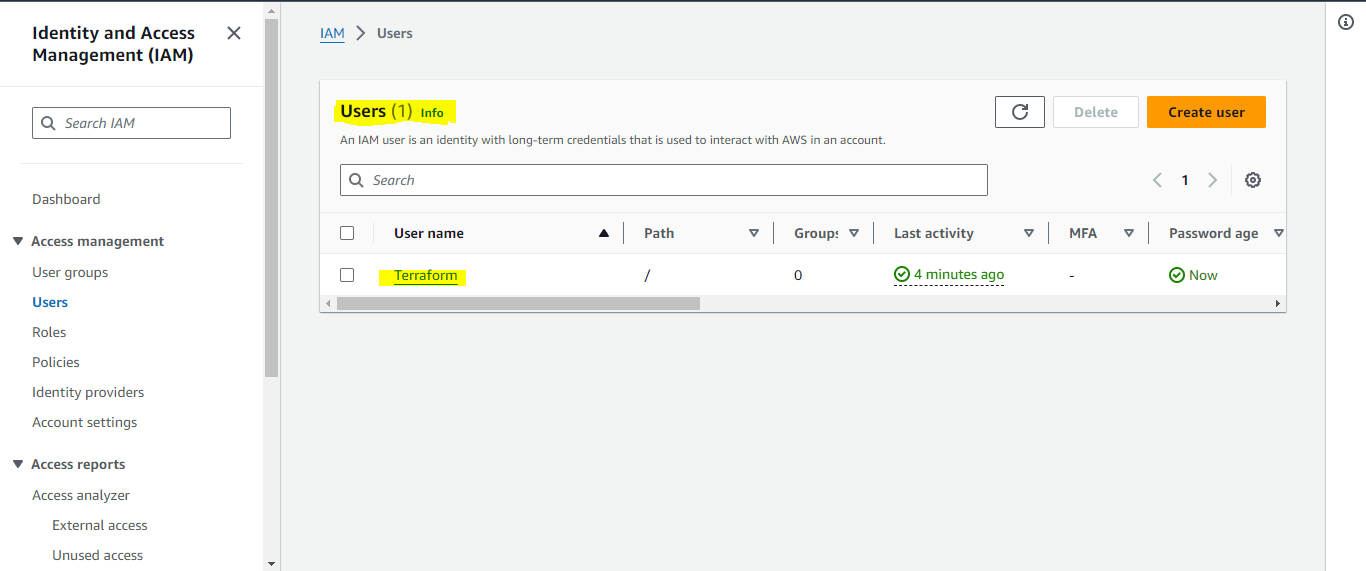 Identity and Access
Management (IAM)
Search IAM
Dashboard
Access management
User groups
Users
Roles
Policies
Identity providers
Account settings
Access reports
Access analyzer
External access
Unused access
IAM > Users
Users (1) Info
Delete
Create user
An IAM user is an identity with long-term credentials that is used to interact with AWS in an account.
Search
1
User name Path Groups Last activity MFA Password age
Terraform / 0 4 minutes ago - Now